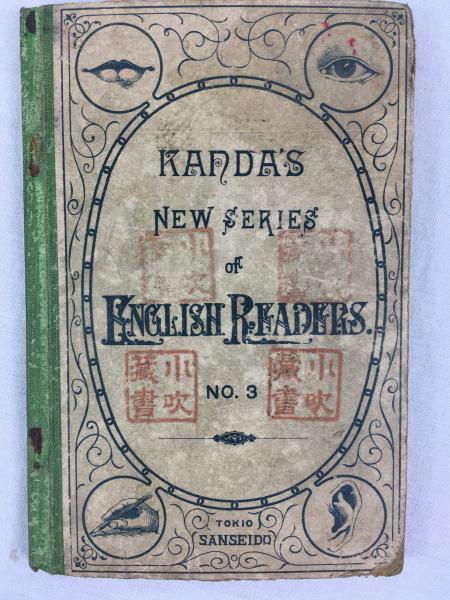 KANDA'S
NEW SERIES
OF
ENGLISH READERS.
NO. 3
小吹
藏書
小吹
藏書
TOKIO
SANSEIDO